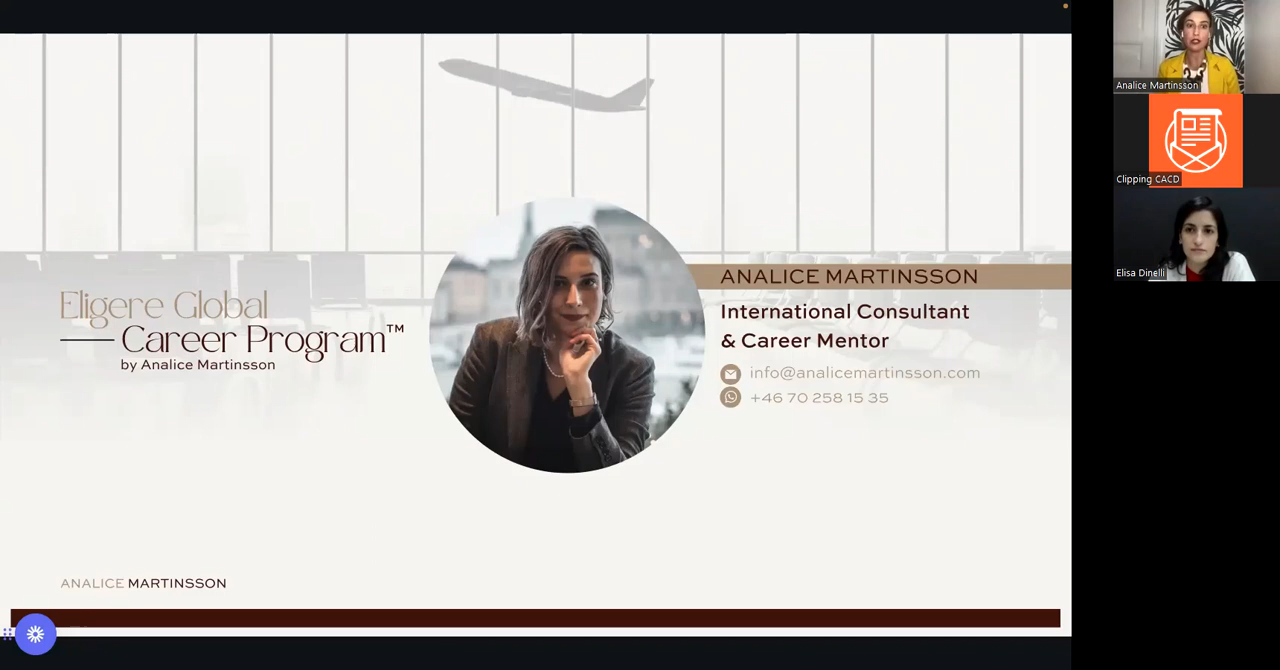 Eligere Global
Career Program™
by Analice Martinsson
ANALICE MARTINSSON
International Consultant
& Career Mentor
info@analicemartinsson.com
+46 70 258 15 35
ANALICE MARTINSSON
Analice Martinsson
Clipping CACD
Elisa Dinelli